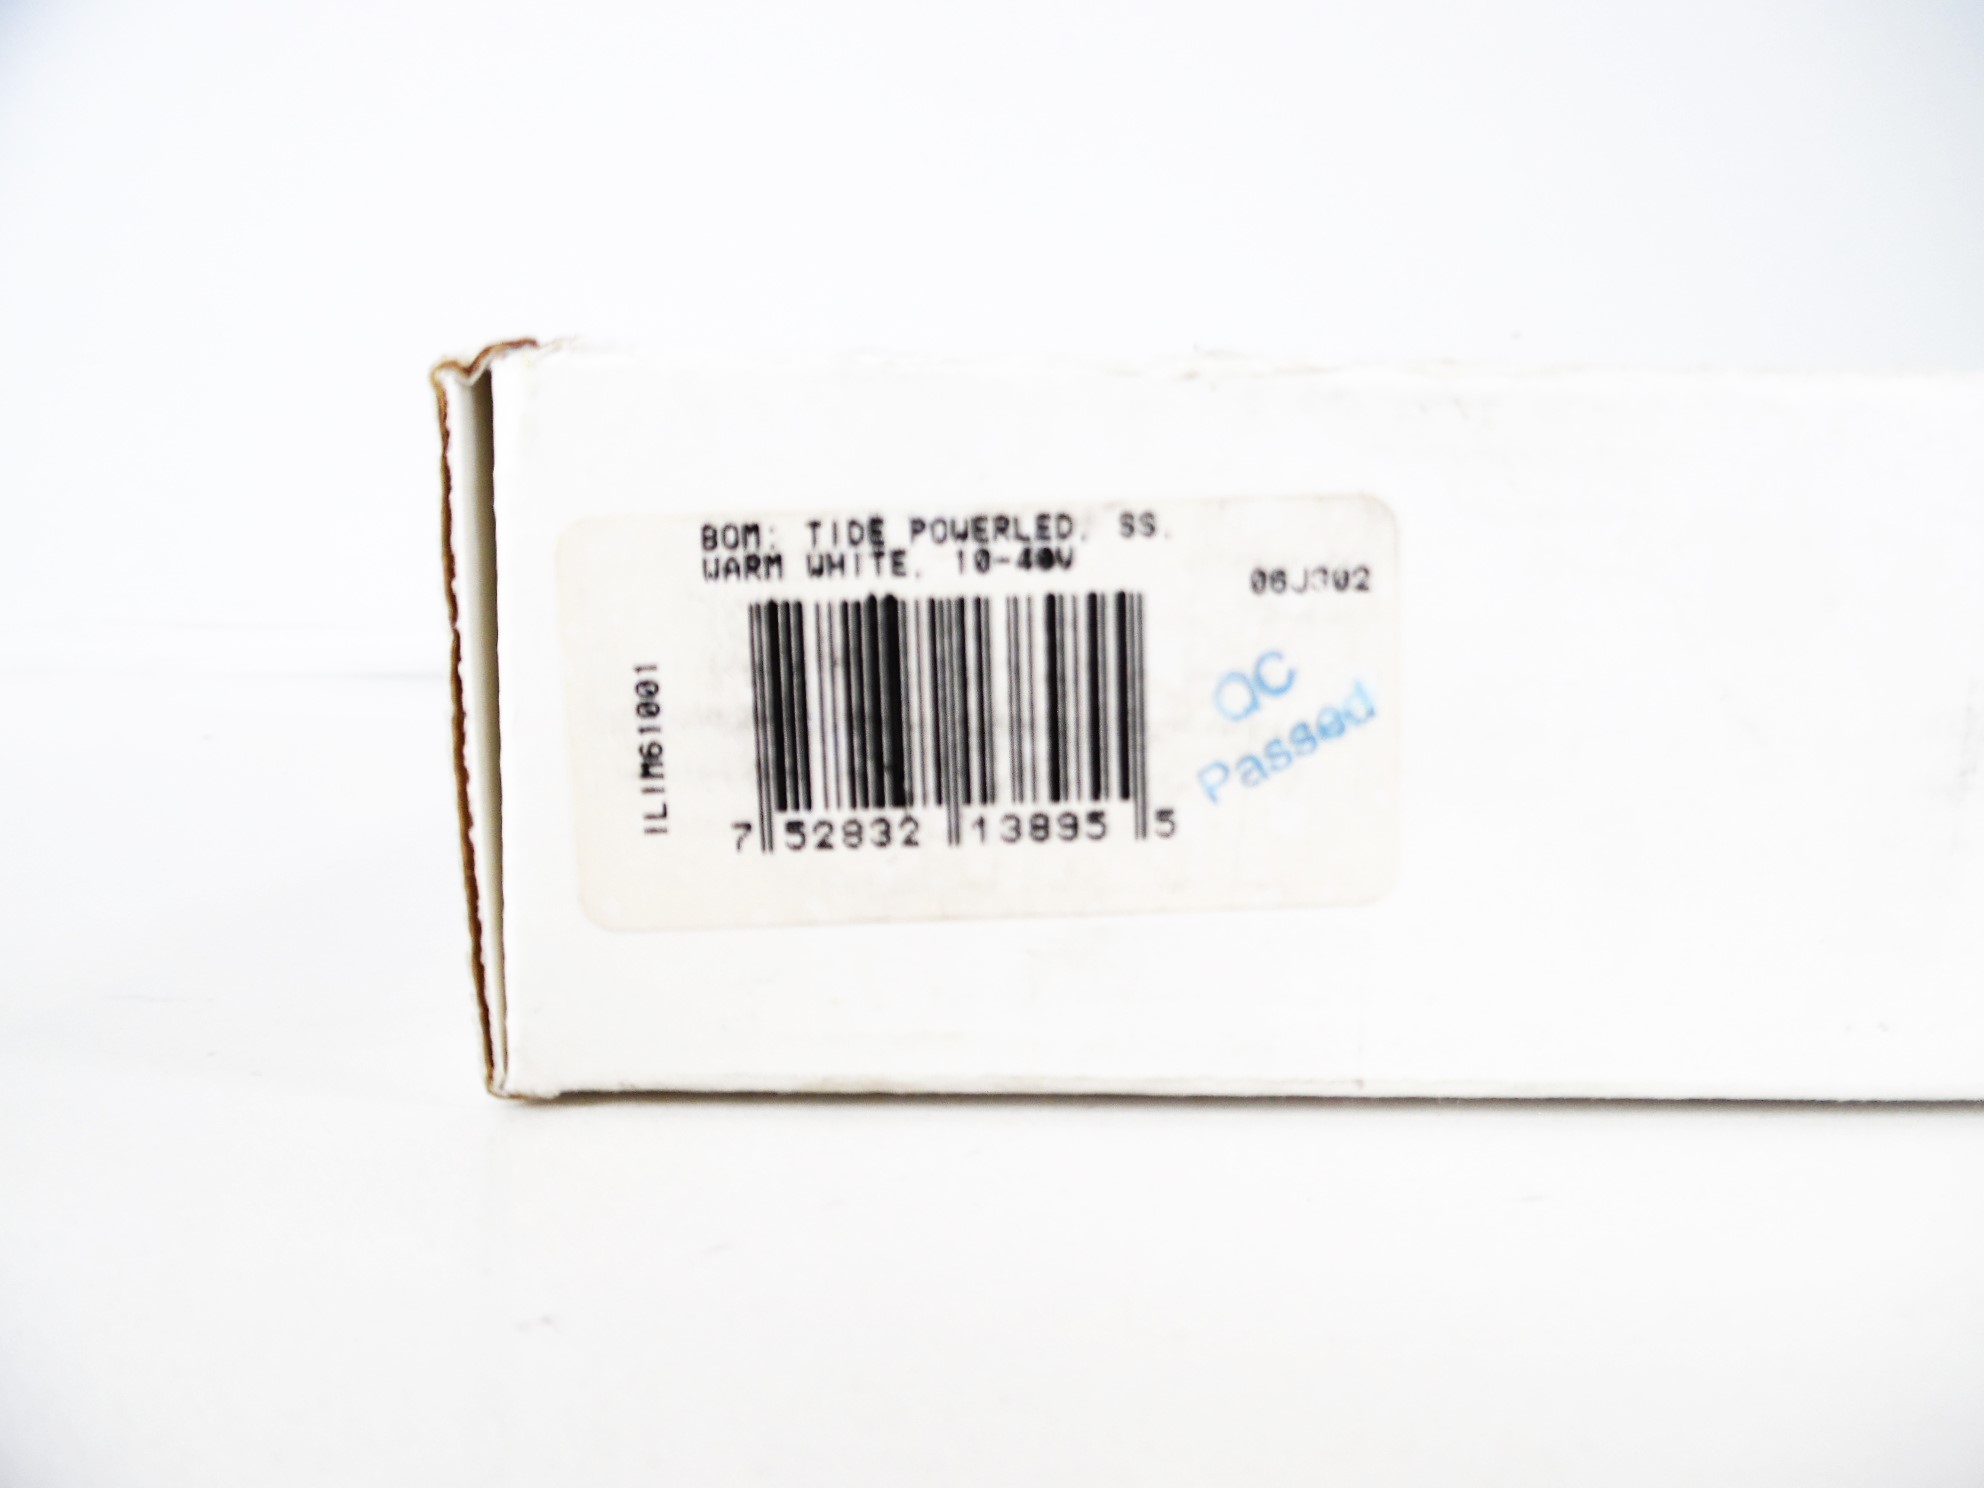 BOM: TIDE POWERLED, SS,
WARM WHITE, 10-40V
06J302
ILIM61001
QC
Passed
7 52832 13895 5